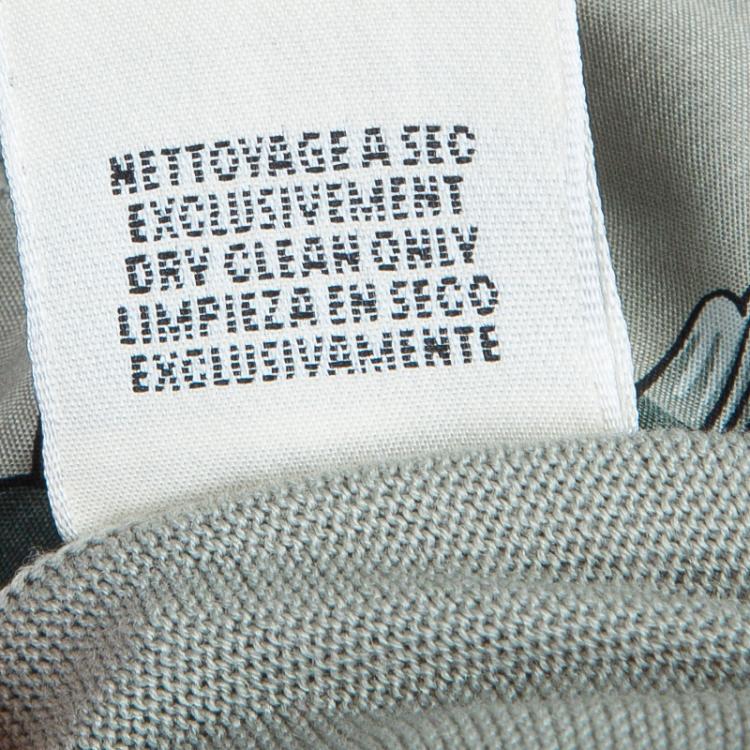 NETTOYAGE A SEC
EXCLUSIVEMENT
DRY CLEAN ONLY
LIMPIEZA EN SECO
EXCLUSIVAMENTE